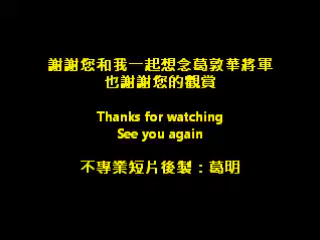 謝謝您和我一起想念葛敦華將軍
也謝謝您的觀賞
Thanks for watching
See you again
不專業短片後製：葛明